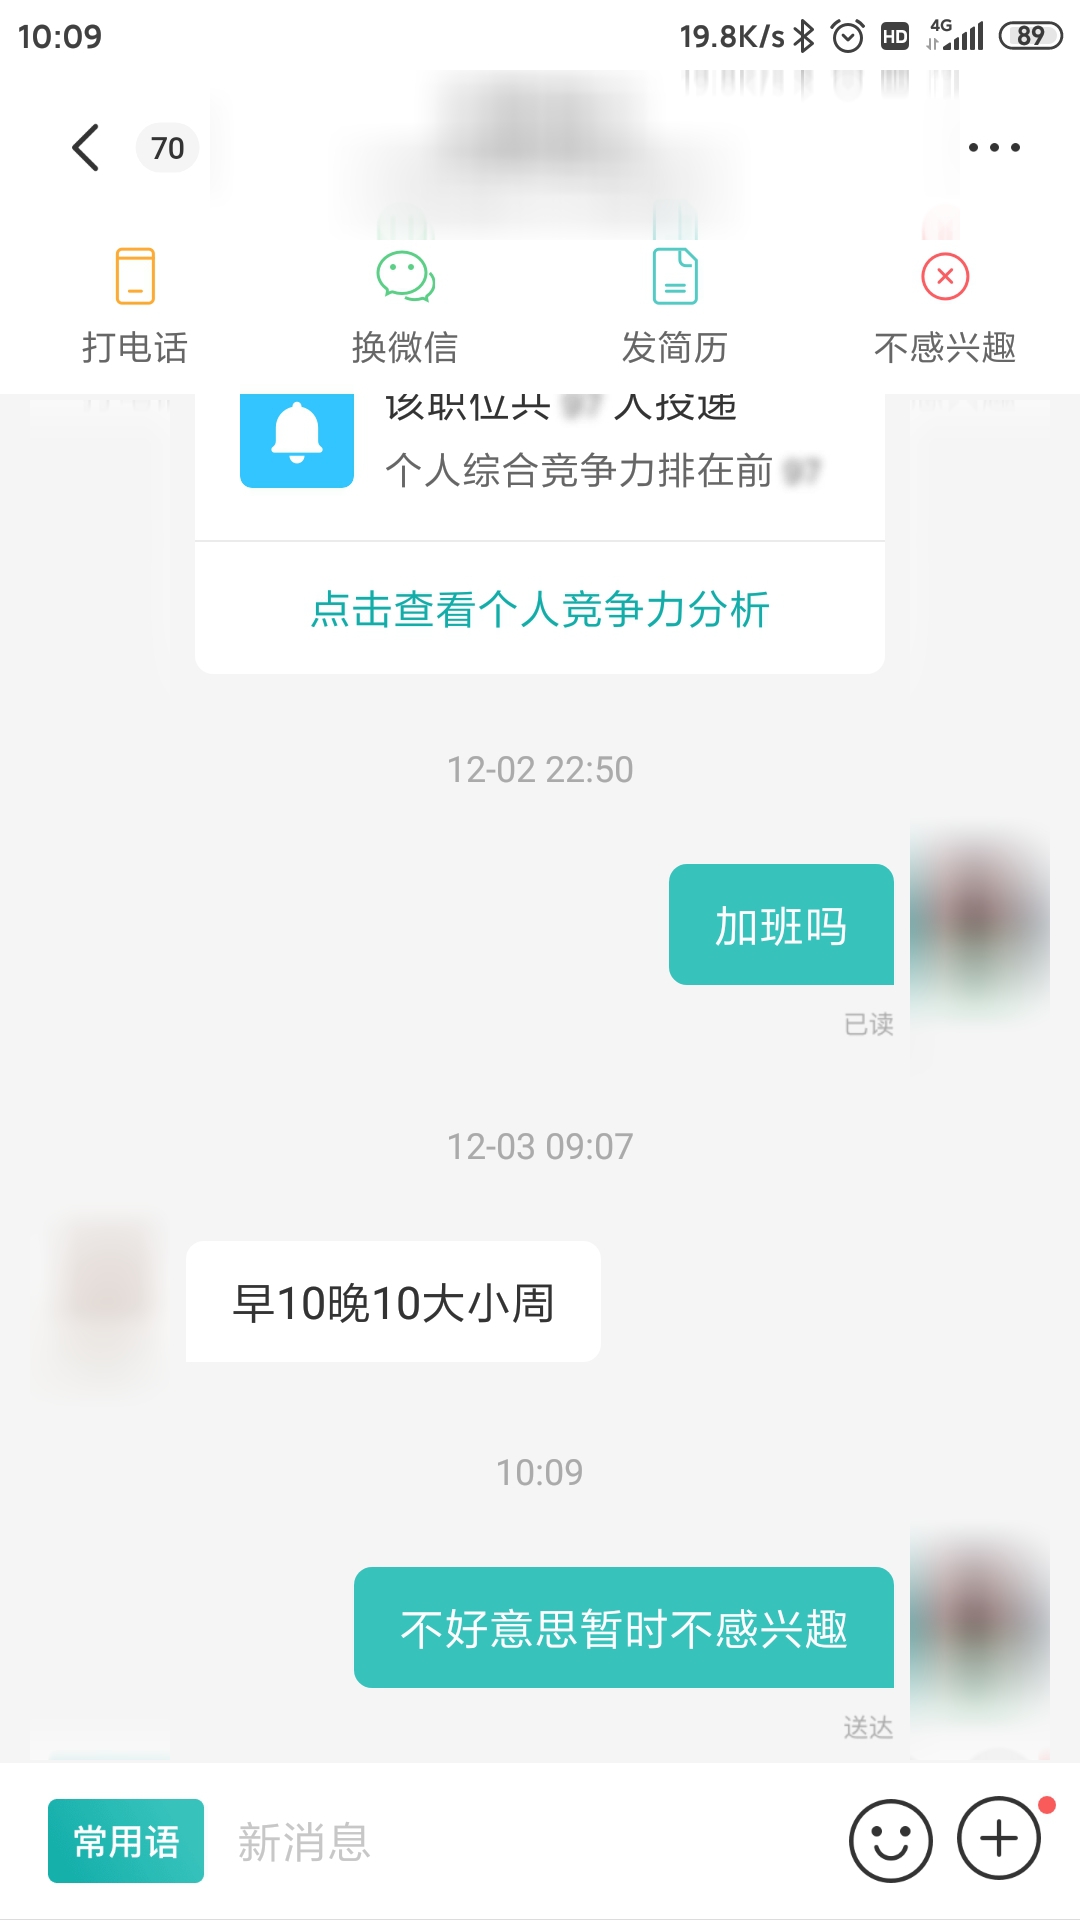 10:09 19.8K/s HD 4G 89
70
打电话 换微信 发简历 不感兴趣
该职位共 人投递
个人综合竞争力排在前
点击查看个人竞争力分析
12-02 22:50
加班吗
已读
12-03 09:07
早10晚10大小周
10:09
不好意思暂时不感兴趣
送达
常用语 新消息